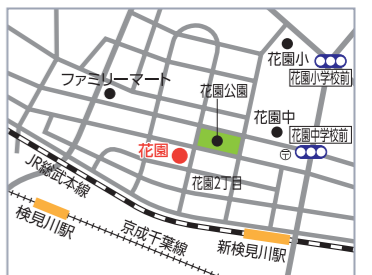 花園小
花園小学校前
ファミリーマート
花園公園
花園中
花園中学校前
〒
花園
花園2丁目
JR総武本線
検見川駅
京成千葉線
新検見川駅